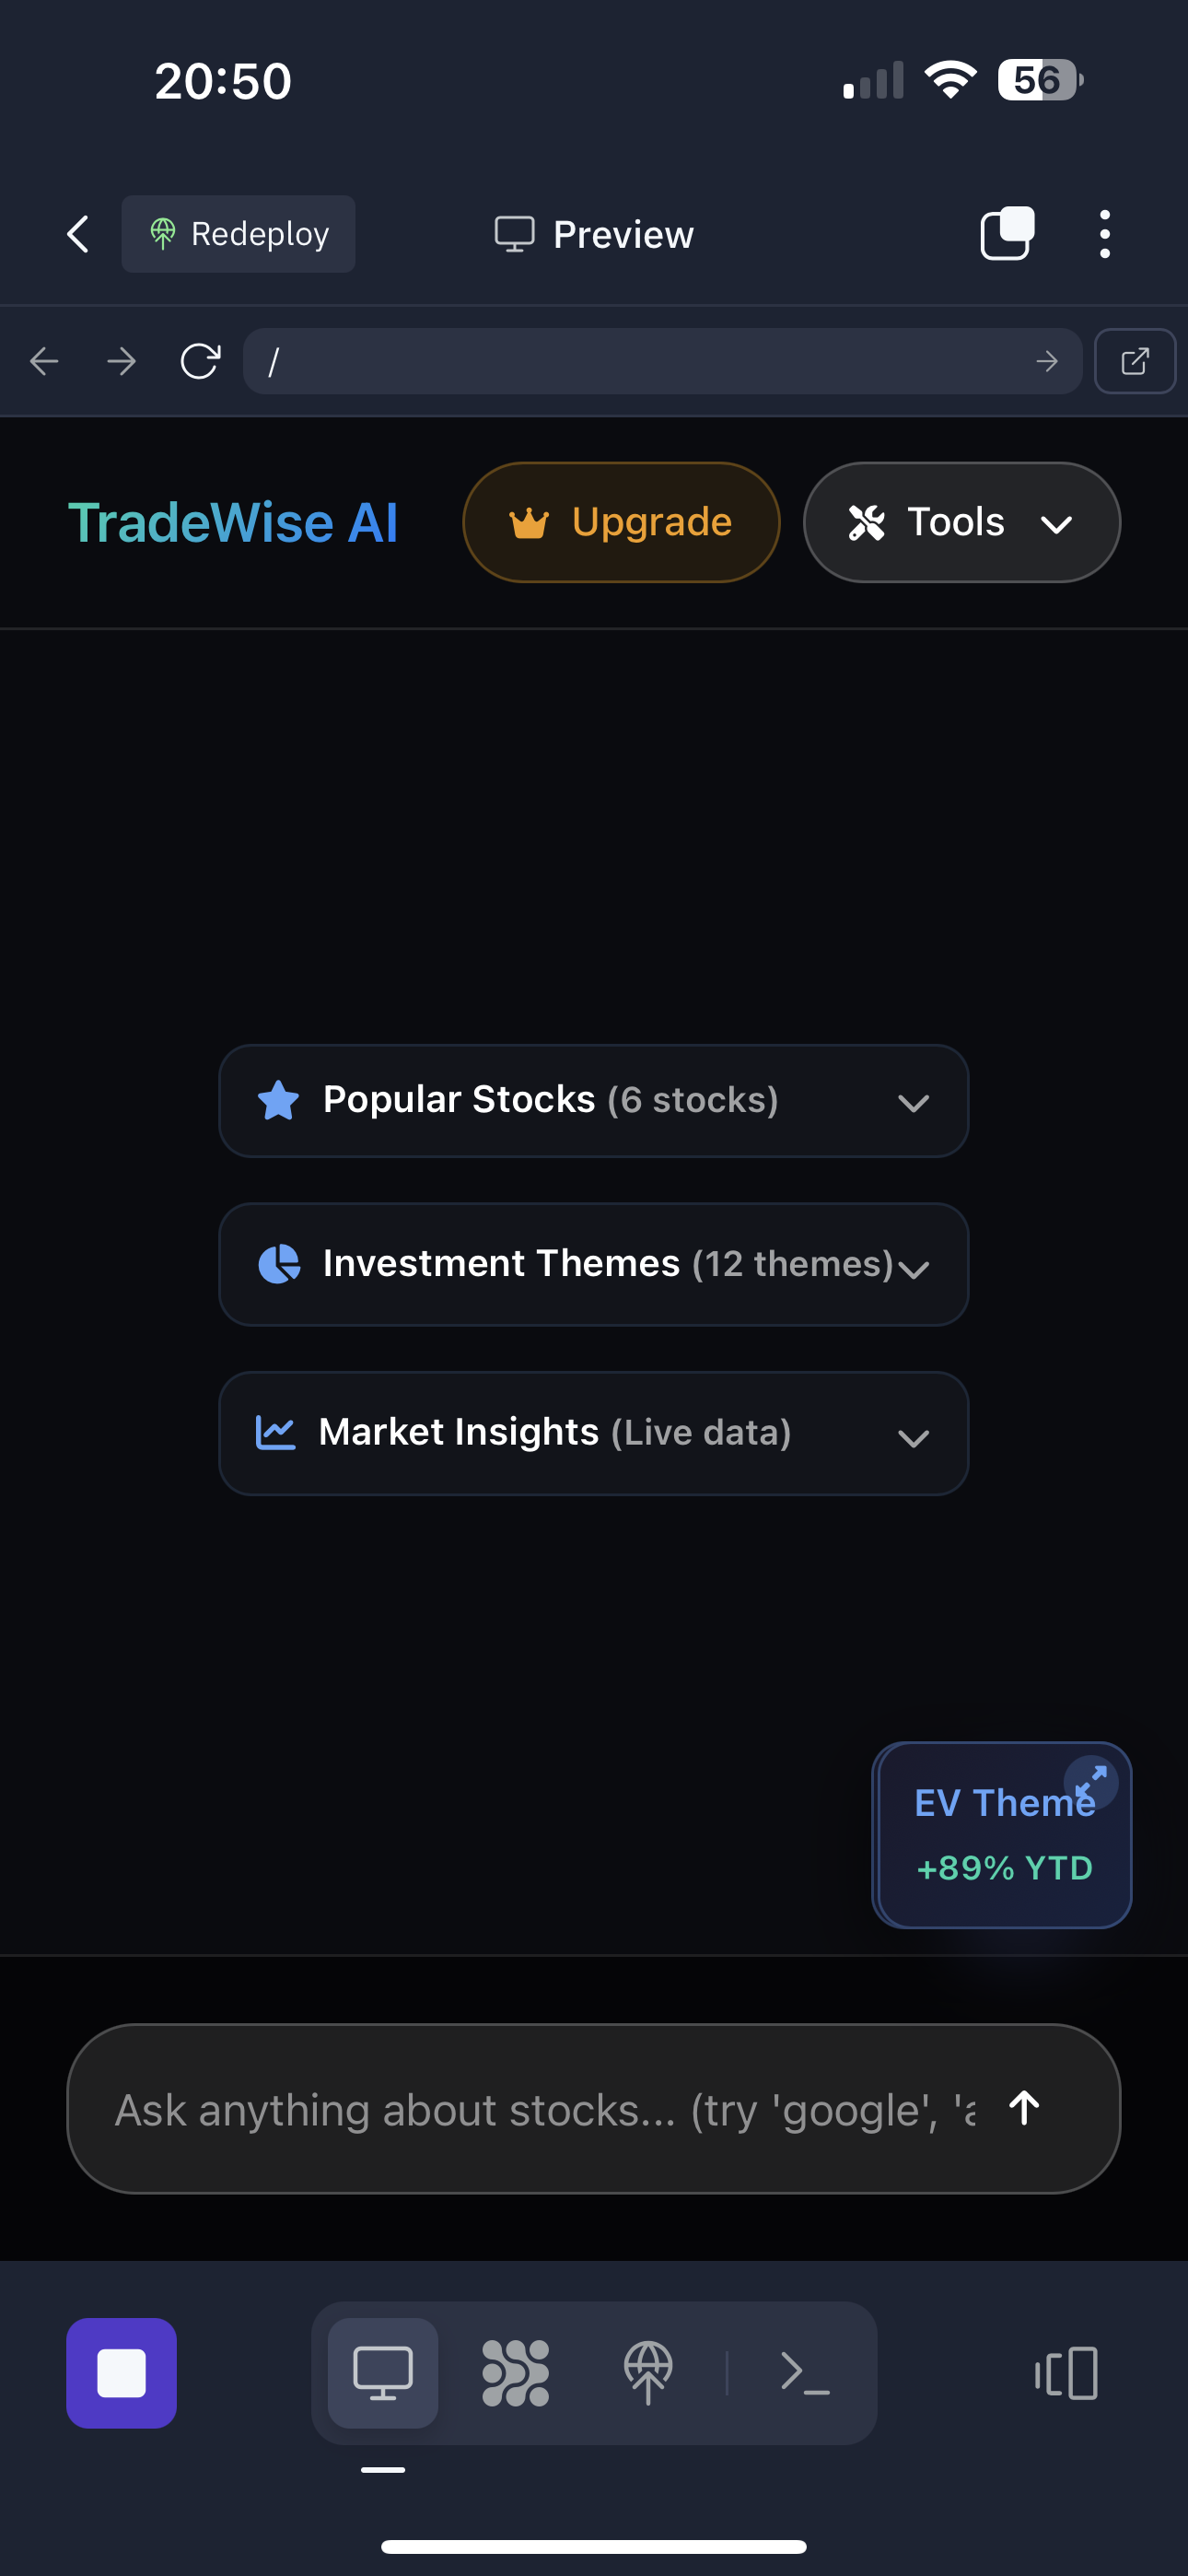 20:50
56
Redeploy
Preview
/
TradeWise AI
Upgrade
Tools
Popular Stocks (6 stocks)
Investment Themes (12 themes)
Market Insights (Live data)
EV Theme
+89% YTD
Ask anything about stocks... (try 'google', 'a